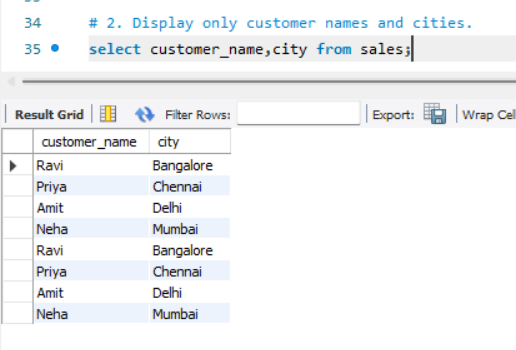 34 # 2. Display only customer names and cities.
35 select customer_name,city from sales;
Result Grid Filter Rows: Export: Wrap Cel
customer_name city
Ravi Bangalore
Priya Chennai
Amit Delhi
Neha Mumbai
Ravi Bangalore
Priya Chennai
Amit Delhi
Neha Mumbai